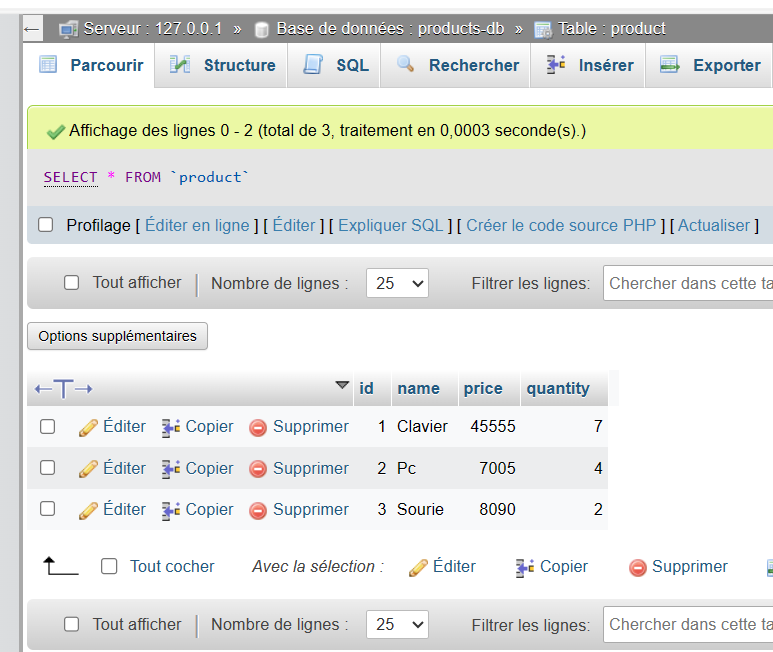 Serveur : 127.0.0.1 » Base de données : products-db » Table : product
Parcourir Structure SQL Rechercher Insérer Exporter
Affichage des lignes 0 - 2 (total de 3, traitement en 0,0003 seconde(s).)
SELECT * FROM `product`
Profilage [ Éditer en ligne ] [ Éditer ] [ Expliquer SQL ] [ Créer le code source PHP ] [ Actualiser ]
Tout afficher | Nombre de lignes : 25 Filtrer les lignes: Chercher dans cette ta
Options supplémentaires
←T→ id name price quantity
Éditer Copier Supprimer 1 Clavier 45555 7
Éditer Copier Supprimer 2 Pc 7005 4
Éditer Copier Supprimer 3 Sourie 8090 2
Tout cocher Avec la sélection : Éditer Copier Supprimer
Tout afficher | Nombre de lignes : 25 Filtrer les lignes: Chercher dans cette ta